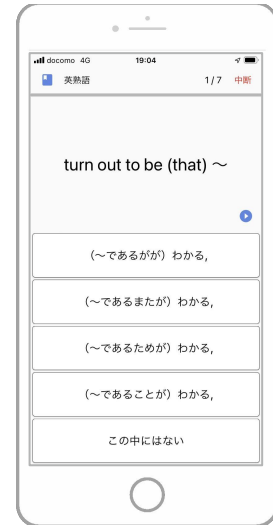 docomo 4G 19:04
英熟語 1/7 中断
turn out to be (that) ～
（～であるがが）わかる,
（～であるまたが）わかる,
（～であるためが）わかる,
（～であることが）わかる,
この中にはない